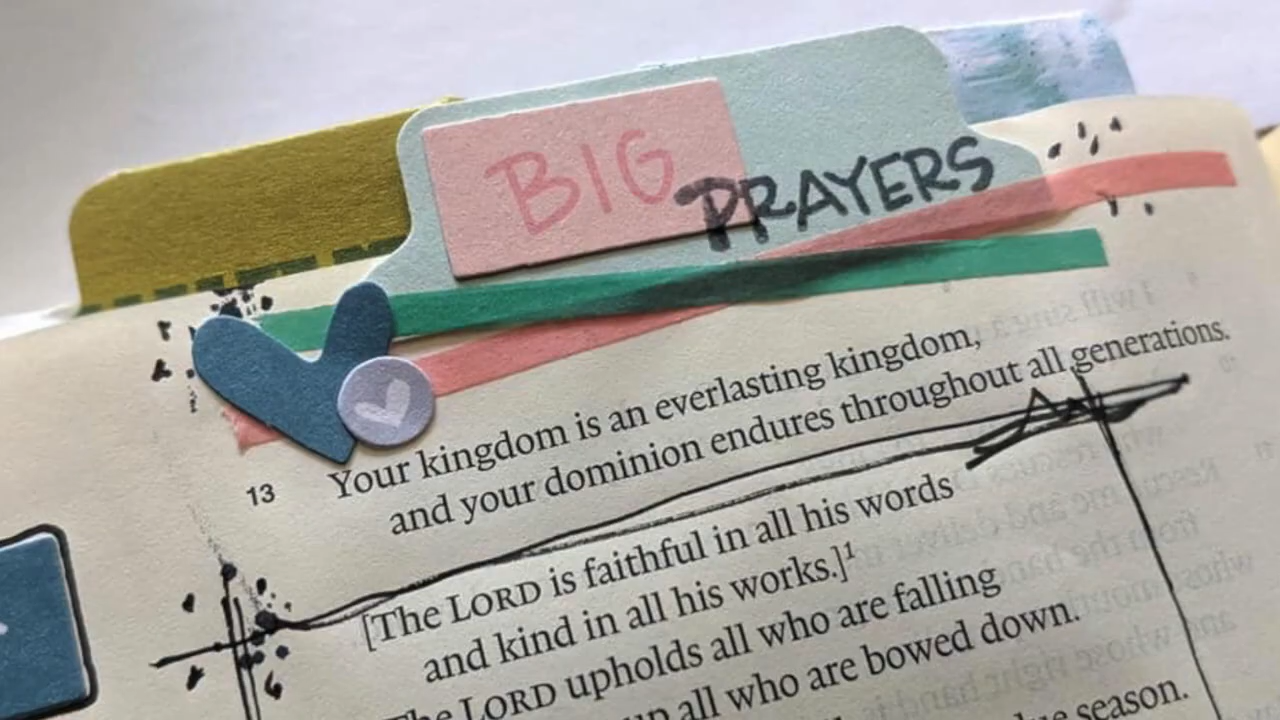 BIG
PRAYERS
Your kingdom is an everlasting kingdom,
13 and your dominion endures throughout all generations.
[The LORD is faithful in all his words
and kind in all his works.]¹
The LORD upholds all who are falling
up all who are bowed down.
season.